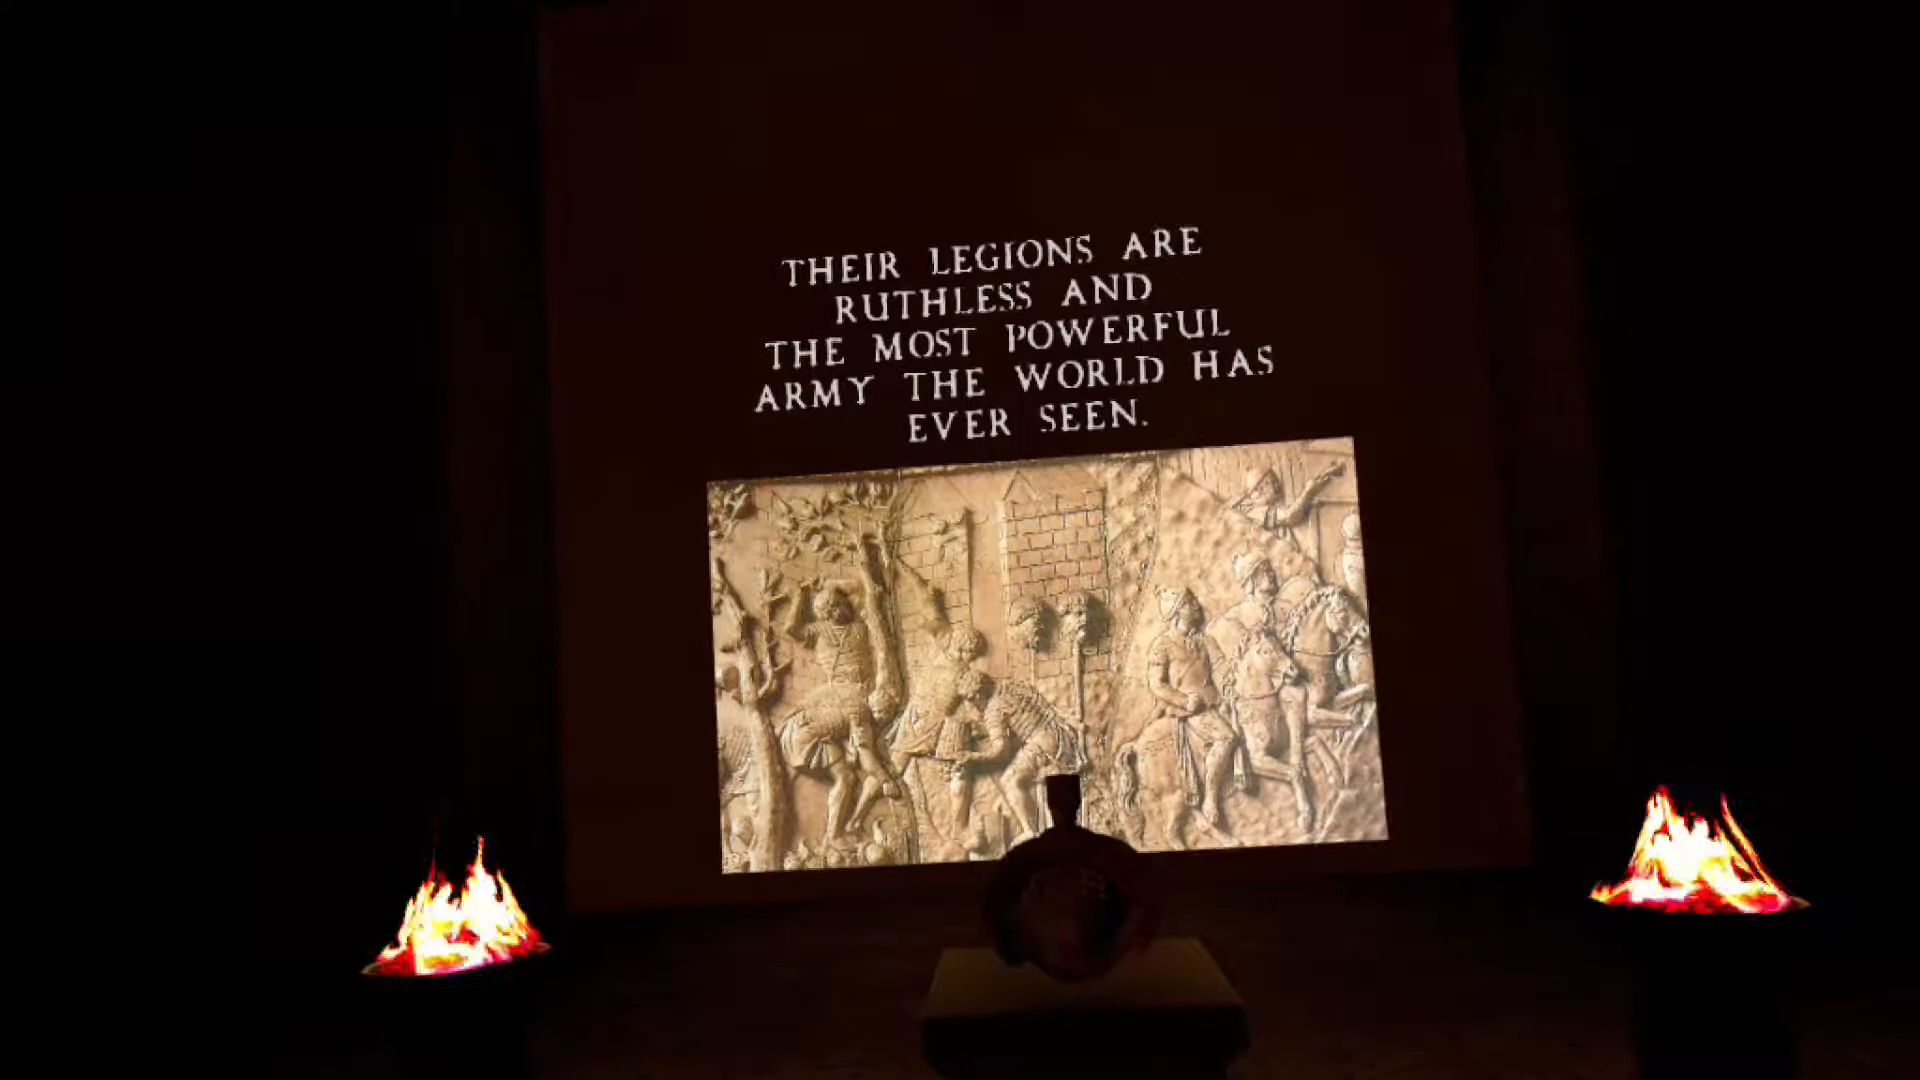 THEIR LEGIONS ARE
RUTHLESS AND
THE MOST POWERFUL
ARMY THE WORLD HAS
EVER SEEN.